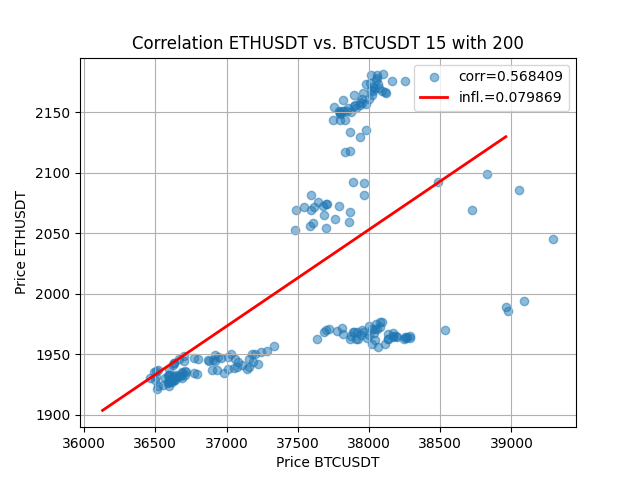 Correlation ETHUSDT vs. BTCUSDT 15 with 200
corr=0.568409
infl.=0.079869
Price ETHUSDT
2150
2100
2050
2000
1950
1900
36000 36500 37000 37500 38000 38500 39000
Price BTCUSDT